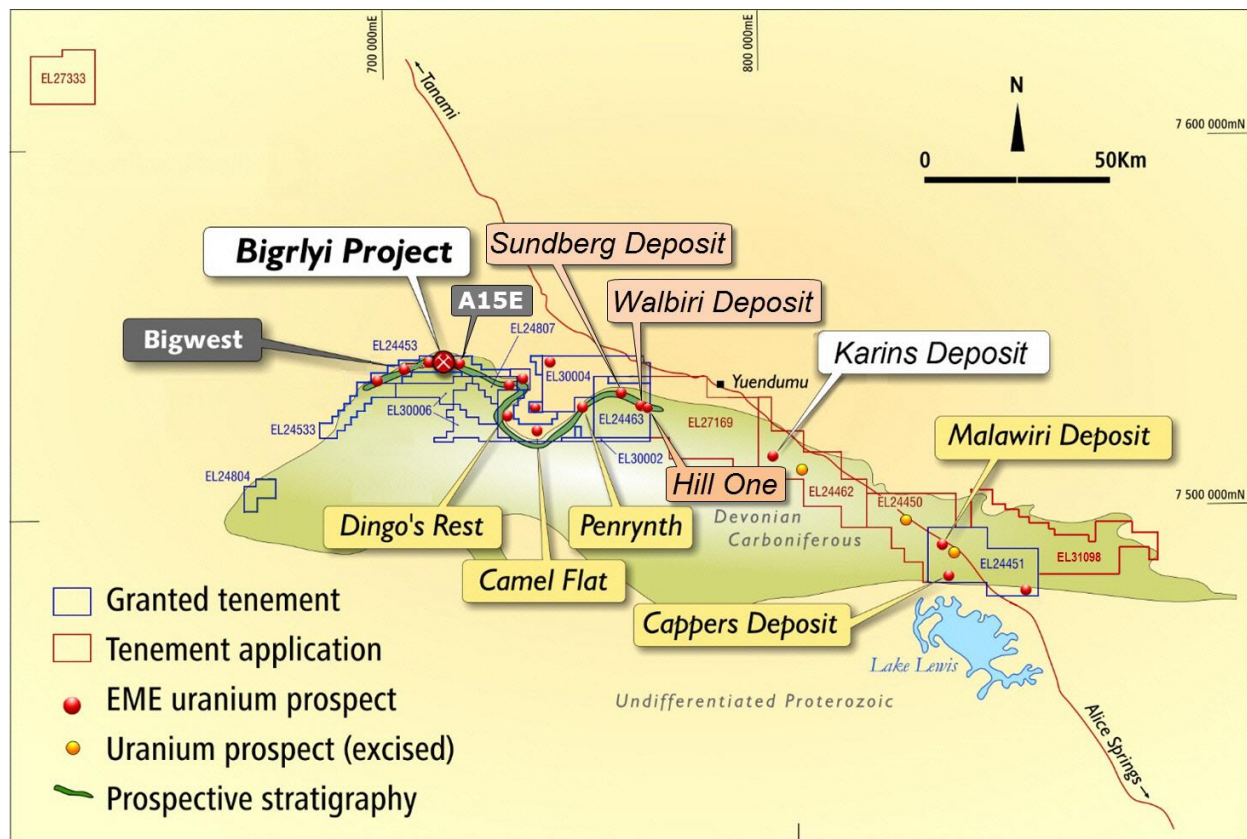 700 000mE
800 000mE
EL27333
Tanami
N
7 600 000mN
0 50Km
Bigrlyi Project
Sundberg Deposit
A15E
Walbiri Deposit
Bigwest
EL24453
EL24807
Karins Deposit
EL30004
Yuendumu
EL30006
EL24463
EL27169
EL24533
Malawiri Deposit
EL30002
EL24804
Hill One
EL24462
EL24450
7 500 000mN
Dingo's Rest
Penrynth
Devonian
Carboniferous
EL24451
EL31098
Camel Flat
Granted tenement
Cappers Deposit
Tenement application
Lake Lewis
EME uranium prospect
Undifferentiated Proterozoic
Alice Springs
Uranium prospect (excised)
Prospective stratigraphy